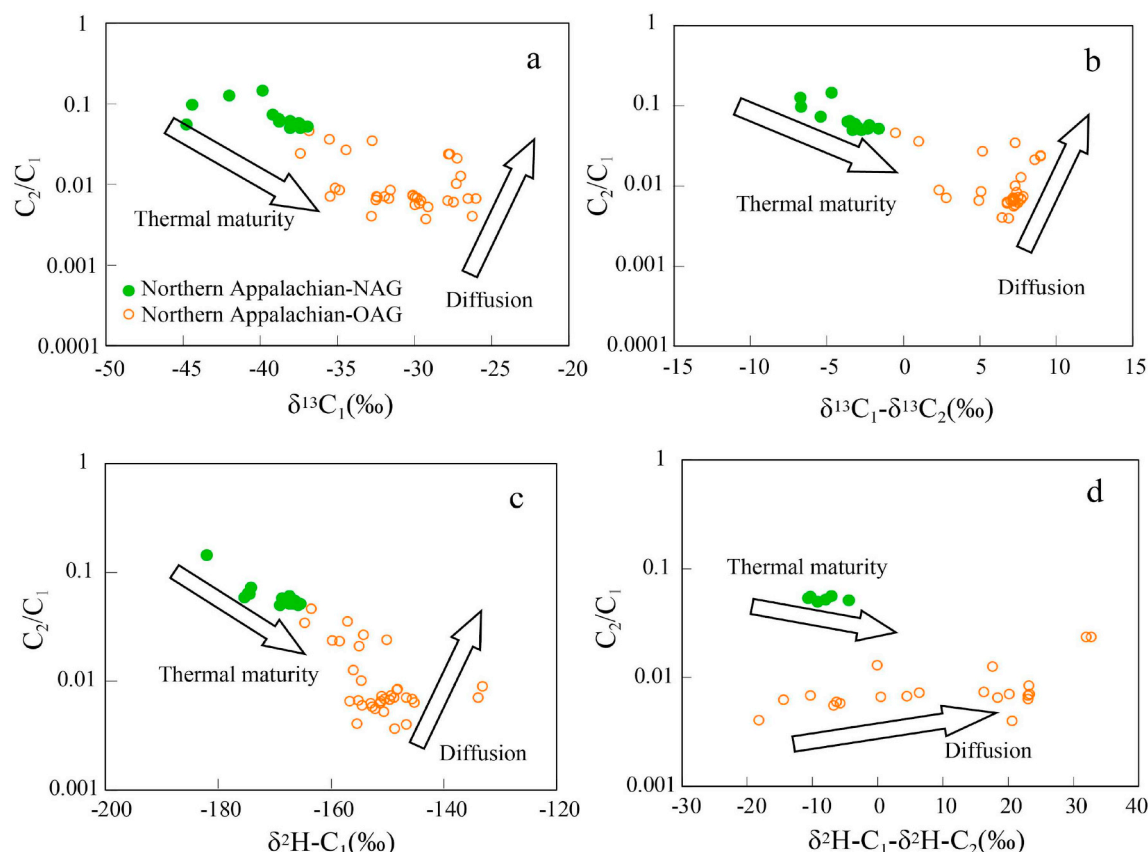 a
1
0.1
0.01
0.001
0.0001
C₂/C₁
Thermal maturity
Diffusion
Northern Appalachian-NAG
Northern Appalachian-OAG
-50 -45 -40 -35 -30 -25 -20
δ¹³C₁(‰)
b
1
0.1
0.01
0.001
0.0001
C₂/C₁
Thermal maturity
Diffusion
-15 -10 -5 0 5 10 15
δ¹³C₁-δ¹³C₂(‰)
c
1
0.1
0.01
0.001
C₂/C₁
Thermal maturity
Diffusion
-200 -180 -160 -140 -120
δ²H-C₁(‰)
d
1
0.1
0.01
0.001
C₂/C₁
Thermal maturity
Diffusion
-30 -20 -10 0 10 20 30 40
δ²H-C₁-δ²H-C₂(‰)